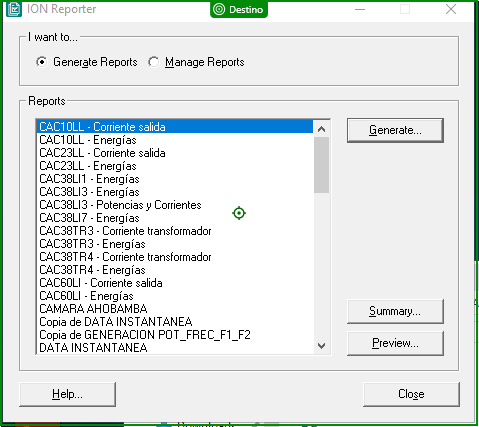 ION Reporter
Destino
I want to...
Generate Reports
Manage Reports
Reports
CAC10LL - Corriente salida
CAC10LL - Energías
CAC23LL - Corriente salida
CAC23LL - Energías
CAC38LI1 - Energías
CAC38LI3 - Energías
CAC38LI3 - Potencias y Corrientes
CAC38LI7 - Energías
CAC38TR3 - Corriente transformador
CAC38TR3 - Energías
CAC38TR4 - Corriente transformador
CAC38TR4 - Energías
CAC60LI - Corriente salida
CAC60LI - Energías
CAMARA AHOBAMBA
Copia de DATA INSTANTANEA
Copia de GENERACION POT_FREC_F1_F2
DATA INSTANTANEA
Generate...
Summary...
Preview...
Help...
Close